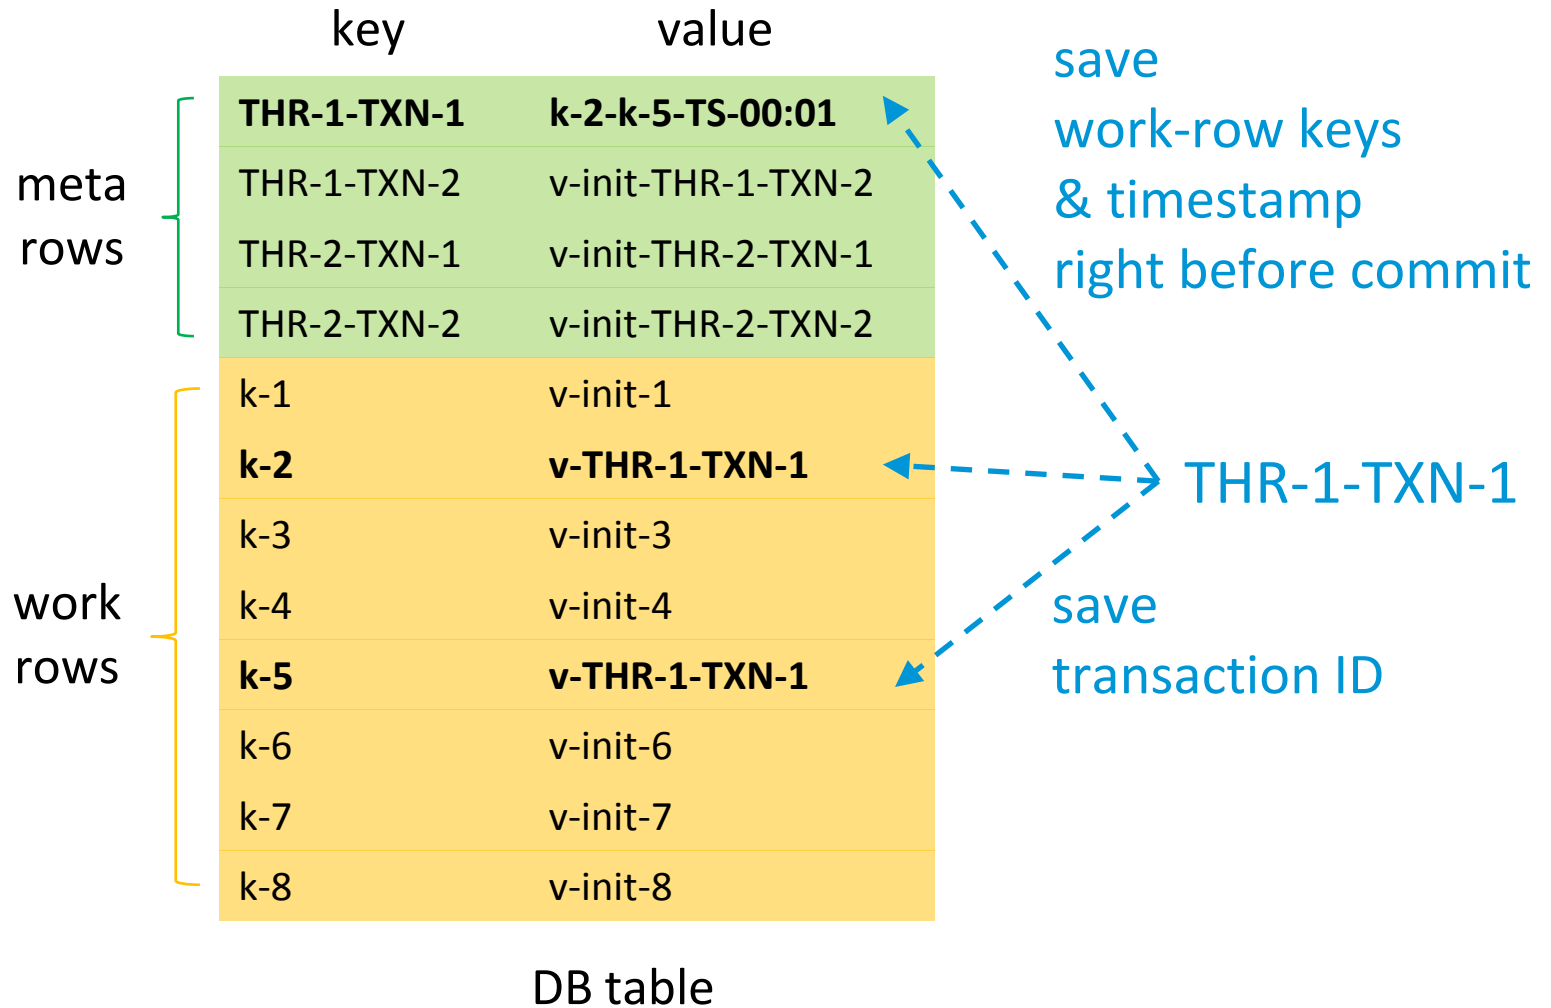 key value
meta
rows
THR-1-TXN-1 k-2-k-5-TS-00:01
THR-1-TXN-2 v-init-THR-1-TXN-2
THR-2-TXN-1 v-init-THR-2-TXN-1
THR-2-TXN-2 v-init-THR-2-TXN-2
work
rows
k-1 v-init-1
k-2 v-THR-1-TXN-1
k-3 v-init-3
k-4 v-init-4
k-5 v-THR-1-TXN-1
k-6 v-init-6
k-7 v-init-7
k-8 v-init-8
DB table
save
work-row keys
& timestamp
right before commit
THR-1-TXN-1
save
transaction ID